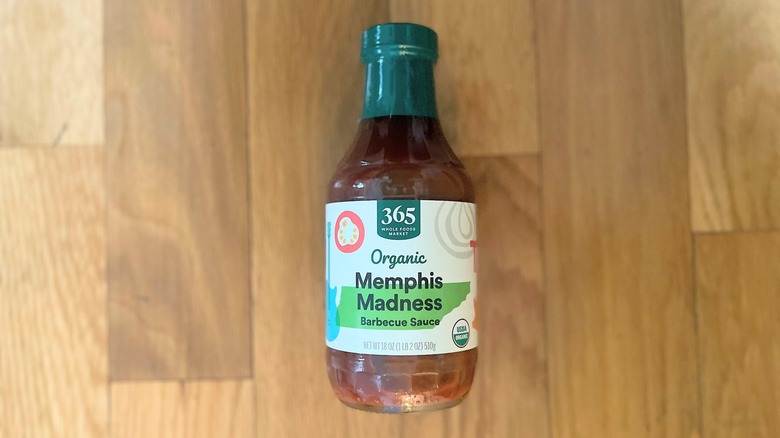 365
WHOLE FOODS
MARKET
Organic
Memphis
Madness
Barbecue Sauce
USDA
ORGANIC
NET WT 18 OZ (1 LB 2 OZ) 510g